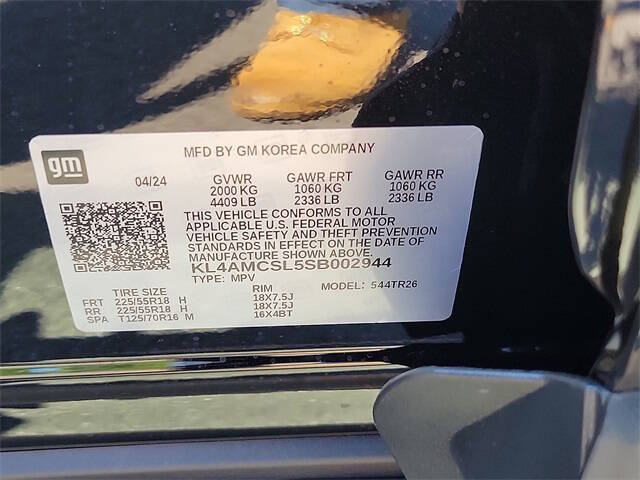 gm
MFD BY GM KOREA COMPANY
04/24 GVWR GAWR FRT GAWR RR
2000 KG 1060 KG 1060 KG
4409 LB 2336 LB 2336 LB
THIS VEHICLE CONFORMS TO ALL
APPLICABLE U.S. FEDERAL MOTOR
VEHICLE SAFETY AND THEFT PREVENTION
STANDARDS IN EFFECT ON THE DATE OF
MANUFACTURE SHOWN ABOVE.
KL4AMCSL5SB002944
TYPE: MPV MODEL: 544TR26
TIRE SIZE RIM
FRT 225/55R18 H 18X7.5J
RR 225/55R18 H 18X7.5J
SPA T125/70R16 M 16X4BT